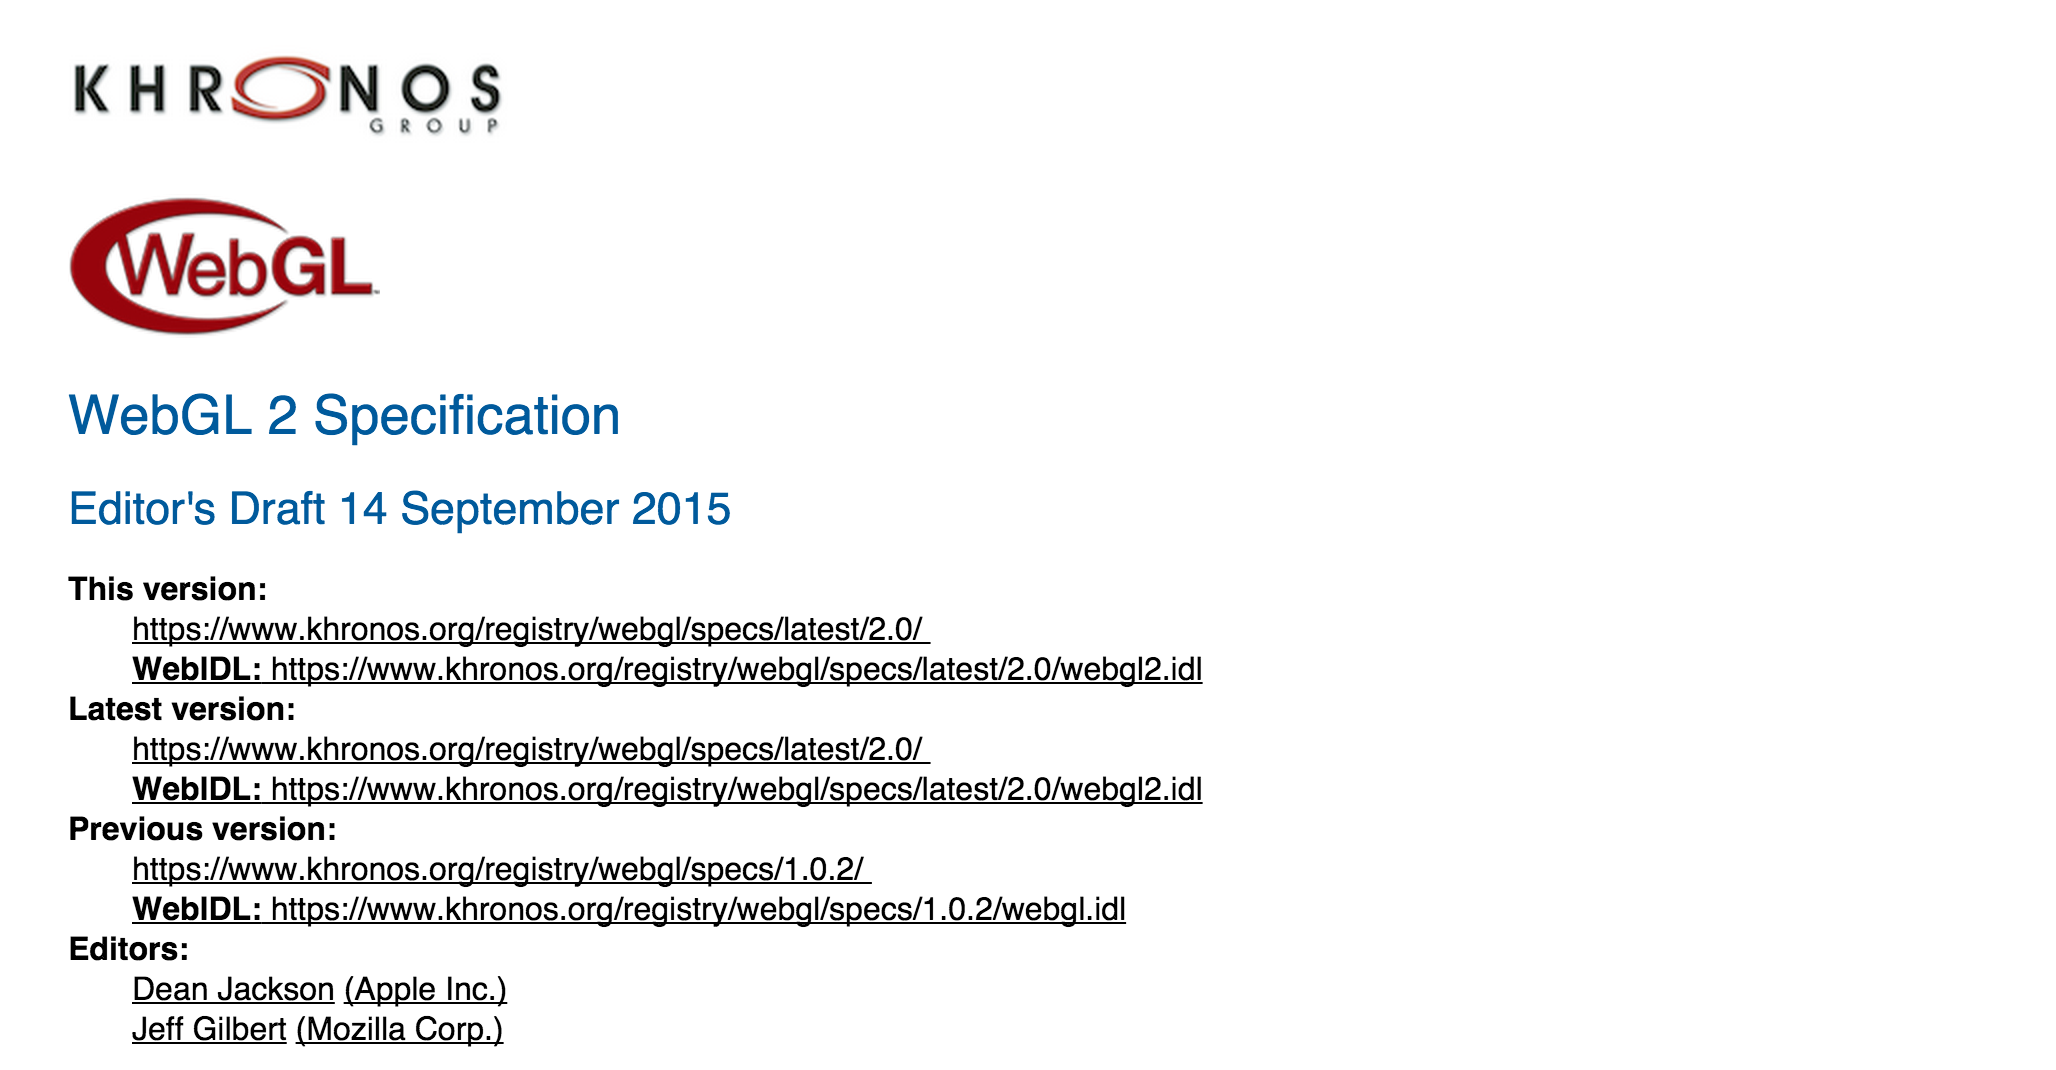 KHRONOS
GROUP
WebGL™
WebGL 2 Specification
Editor's Draft 14 September 2015
This version:
https://www.khronos.org/registry/webgl/specs/latest/2.0/
WebIDL: https://www.khronos.org/registry/webgl/specs/latest/2.0/webgl2.idl
Latest version:
https://www.khronos.org/registry/webgl/specs/latest/2.0/
WebIDL: https://www.khronos.org/registry/webgl/specs/latest/2.0/webgl2.idl
Previous version:
https://www.khronos.org/registry/webgl/specs/1.0.2/
WebIDL: https://www.khronos.org/registry/webgl/specs/1.0.2/webgl.idl
Editors:
Dean Jackson (Apple Inc.)
Jeff Gilbert (Mozilla Corp.)